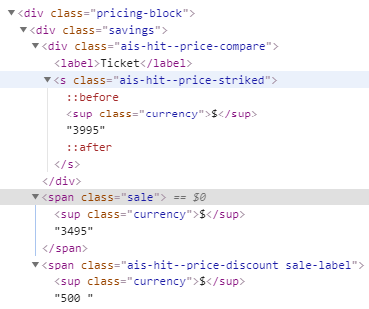 ▼<div class="pricing-block">
▼<div class="savings">
▼<div class="ais-hit--price-compare">
<label>Ticket</label>
▼<s class="ais-hit--price-striked">
::before
<sup class="currency">$</sup>
"3995"
::after
</s>
</div>
▼<span class="sale"> == $0
<sup class="currency">$</sup>
"3495"
</span>
▼<span class="ais-hit--price-discount sale-label">
<sup class="currency">$</sup>
"500 "